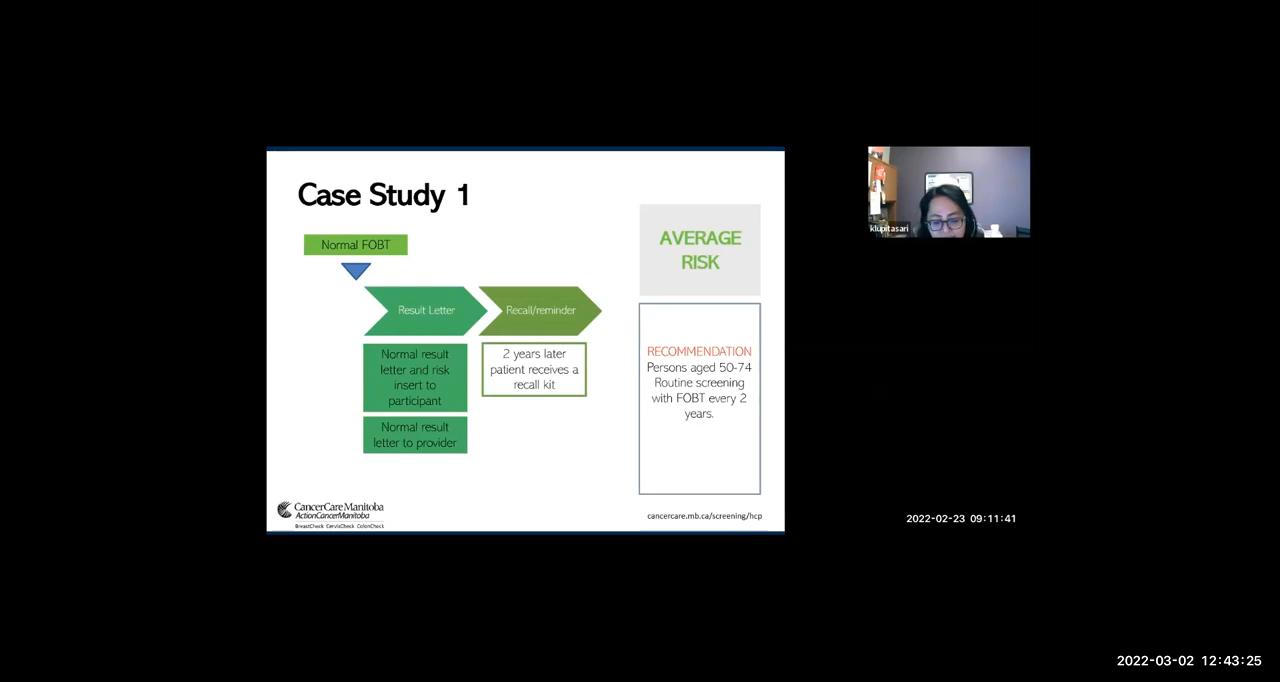 Case Study 1
Normal FOBT
Result Letter
Recall/reminder
Normal result
letter and risk
insert to
participant
Normal result
letter to provider
2 years later
patient receives a
recall kit
AVERAGE
RISK
RECOMMENDATION
Persons aged 50-74
Routine screening
with FOBT every 2
years.
CancerCare Manitoba
ActionCancerManitoba
BreastCheck CervixCheck ColonCheck
cancercare.mb.ca/screening/hcp
klupitasari
2022-02-23 09:11:41
2022-03-02 12:43:25